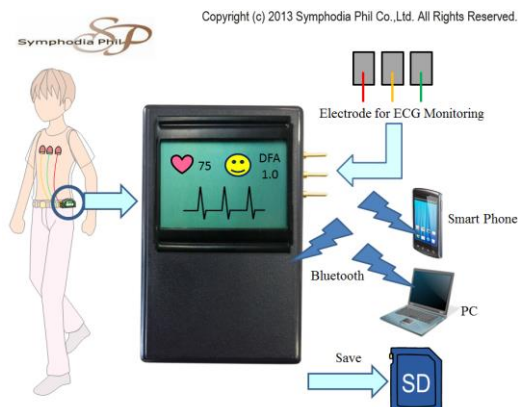 Copyright (c) 2013 Symphodia Phil Co.,Ltd. All Rights Reserved.
Symphodia Phil
SP
Electrode for ECG Monitoring
75
DFA
1.0
Smart Phone
Bluetooth
PC
Save
SD